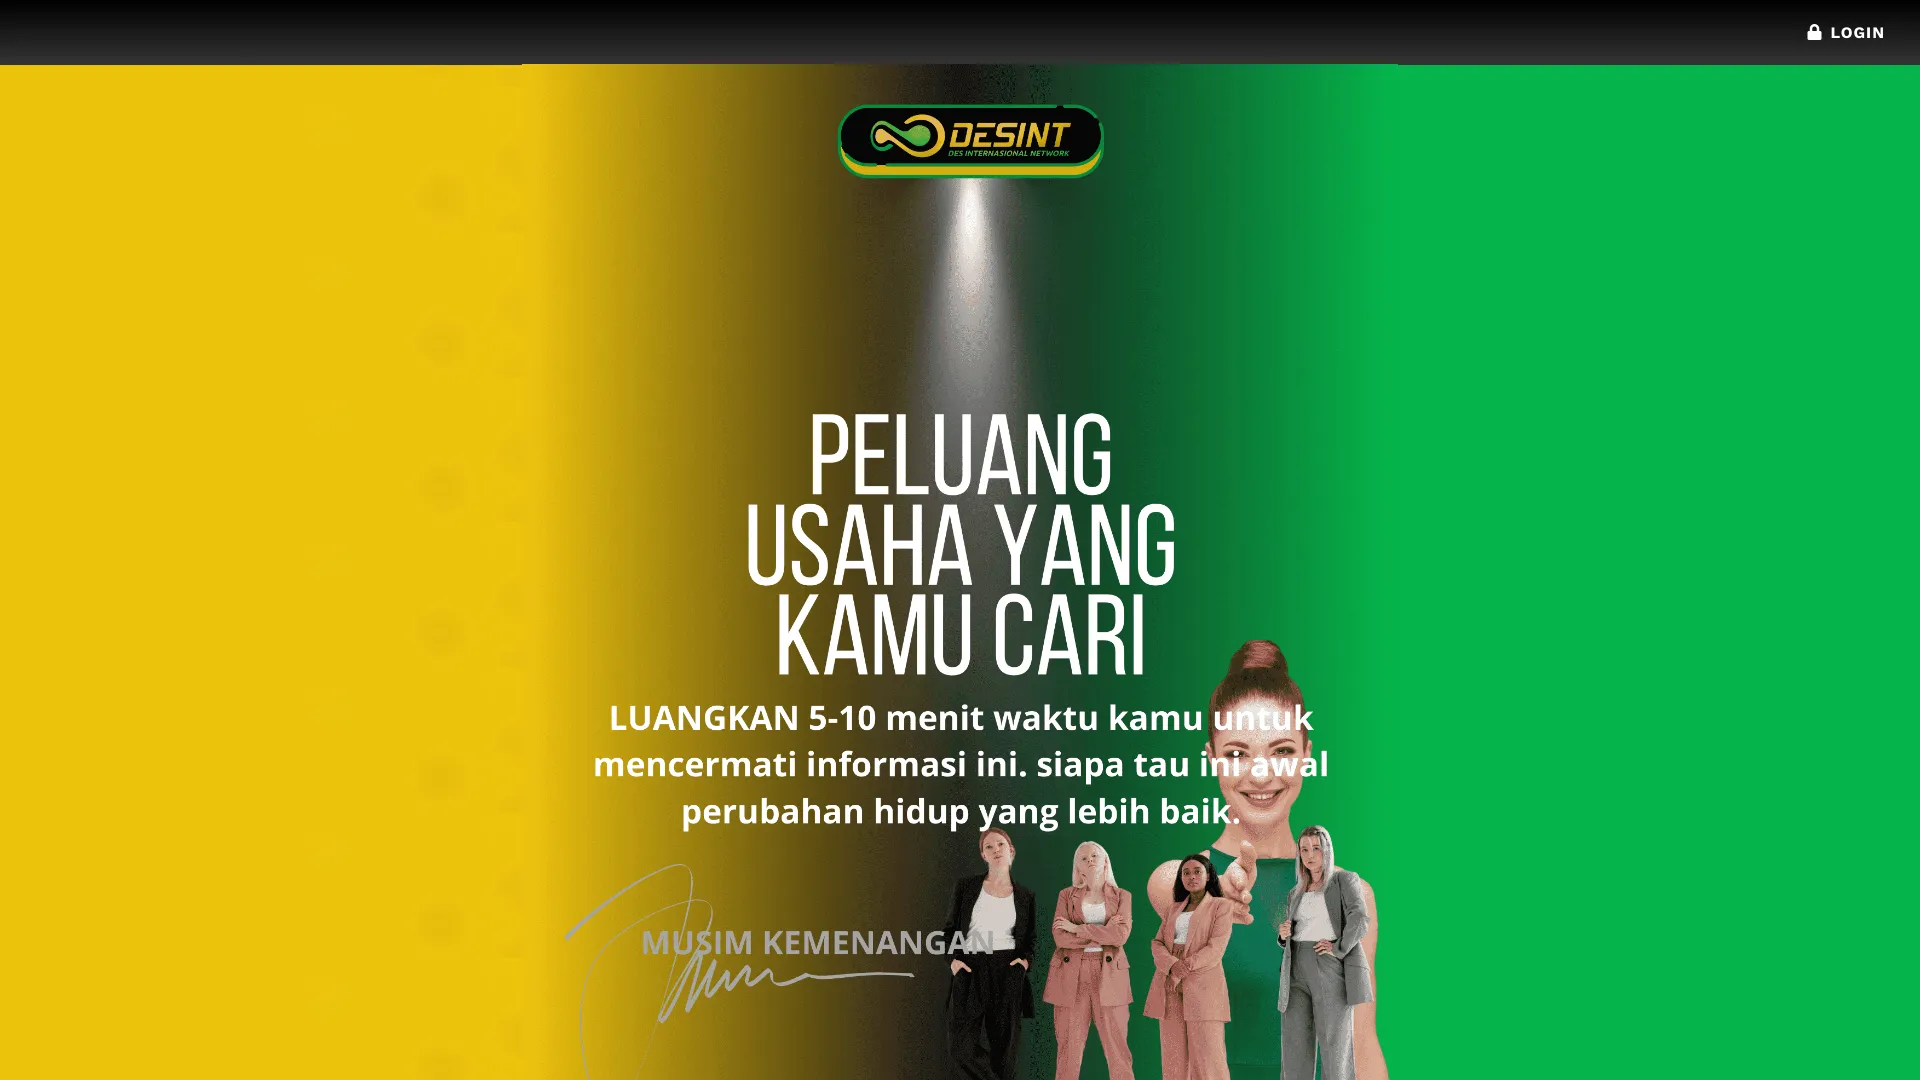 LOGIN
DESINT
DES INTERNASIONAL NETWORK
PELUANG
USAHA YANG
KAMU CARI
LUANGKAN 5-10 menit waktu kamu untuk
mencermati informasi ini. siapa tau ini awal
perubahan hidup yang lebih baik.
MUSIM KEMENANGAN